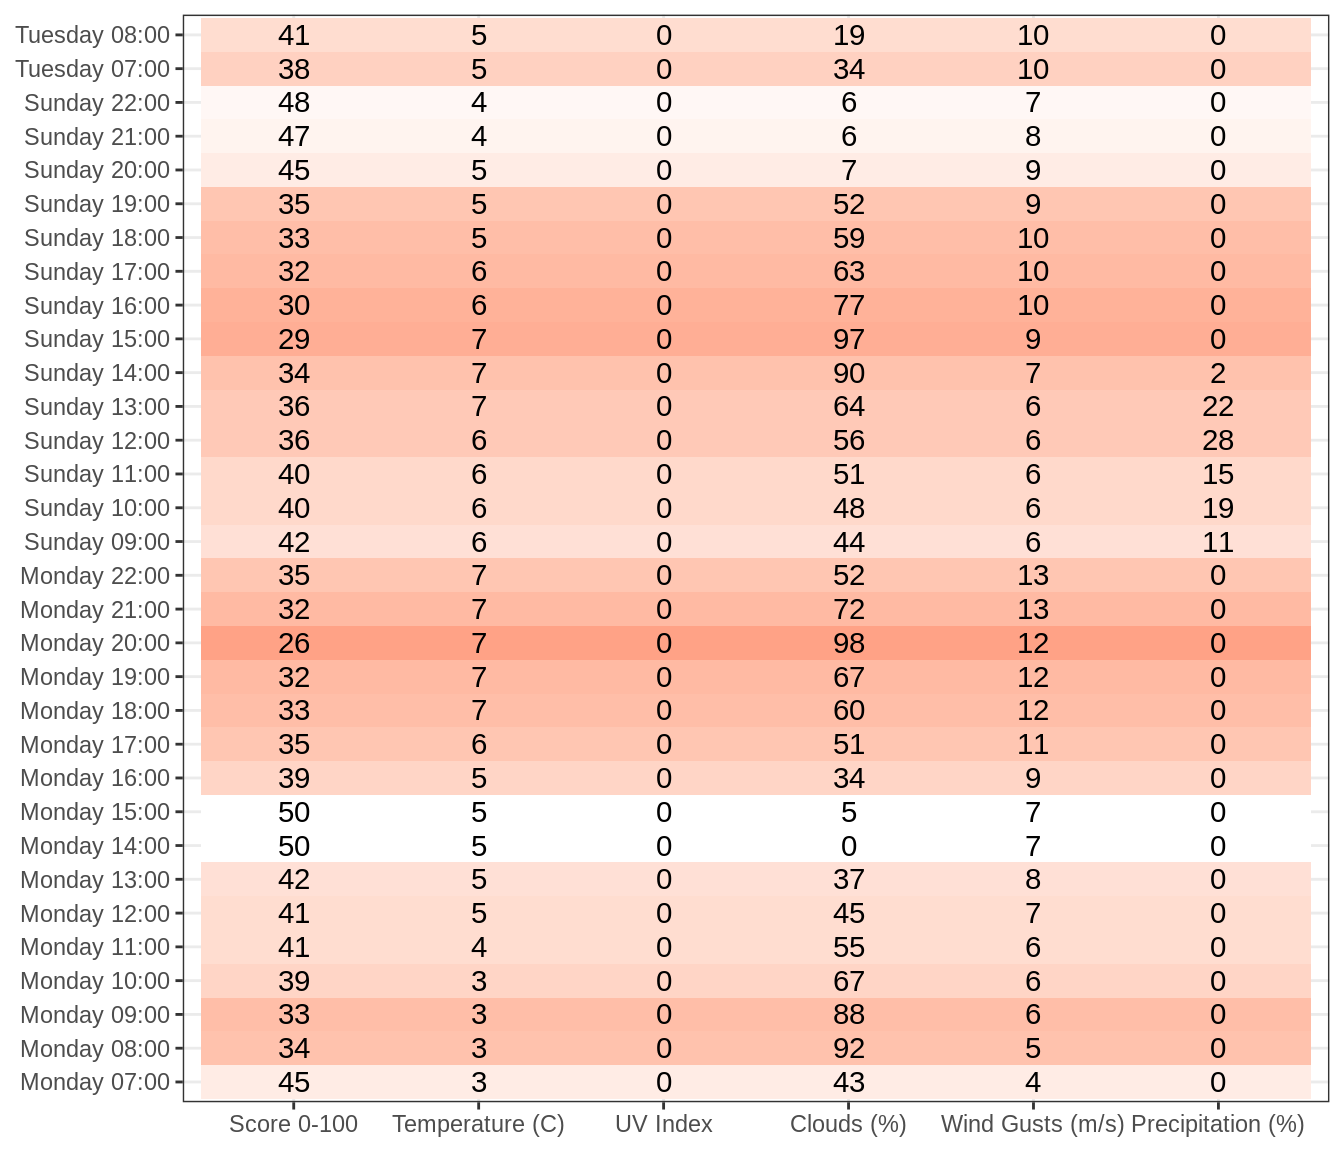 Tuesday 08:00 41 5 0 19 10 0
Tuesday 07:00 38 5 0 34 10 0
Sunday 22:00 48 4 0 6 7 0
Sunday 21:00 47 4 0 6 8 0
Sunday 20:00 45 5 0 7 9 0
Sunday 19:00 35 5 0 52 9 0
Sunday 18:00 33 5 0 59 10 0
Sunday 17:00 32 6 0 63 10 0
Sunday 16:00 30 6 0 77 10 0
Sunday 15:00 29 7 0 97 9 0
Sunday 14:00 34 7 0 90 7 2
Sunday 13:00 36 7 0 64 6 22
Sunday 12:00 36 6 0 56 6 28
Sunday 11:00 40 6 0 51 6 15
Sunday 10:00 40 6 0 48 6 19
Sunday 09:00 42 6 0 44 6 11
Monday 22:00 35 7 0 52 13 0
Monday 21:00 32 7 0 72 13 0
Monday 20:00 26 7 0 98 12 0
Monday 19:00 32 7 0 67 12 0
Monday 18:00 33 7 0 60 12 0
Monday 17:00 35 6 0 51 11 0
Monday 16:00 39 5 0 34 9 0
Monday 15:00 50 5 0 5 7 0
Monday 14:00 50 5 0 0 7 0
Monday 13:00 42 5 0 37 8 0
Monday 12:00 41 5 0 45 7 0
Monday 11:00 41 4 0 55 6 0
Monday 10:00 39 3 0 67 6 0
Monday 09:00 33 3 0 88 6 0
Monday 08:00 34 3 0 92 5 0
Monday 07:00 45 3 0 43 4 0
Score 0-100 Temperature (C) UV Index Clouds (%) Wind Gusts (m/s) Precipitation (%)